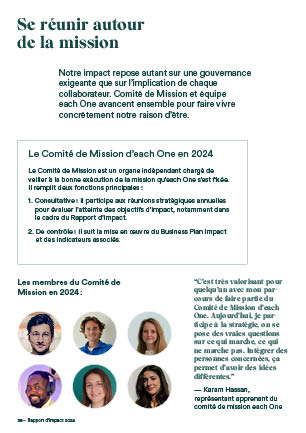 Se réunir autour
de la mission
Notre impact repose autant sur une gouvernance
exigeante que sur l'implication de chaque
collaborateur. Comité de Mission et équipe
each One avancent ensemble pour faire vivre
concrètement notre raison d'être.
Le Comité de Mission d'each One en 2024
Le Comité de Mission est un organe indépendant chargé de
veiller à la bonne exécution de la mission qu'each One s'est fixée.
Il remplit deux fonctions principales :
1. Consultative : il participe aux réunions stratégiques annuelles
pour évaluer l'atteinte des objectifs d'impact, notamment dans
le cadre du Rapport d'Impact.
2. De contrôle : il suit la mise en œuvre du Business Plan Impact
et des indicateurs associés.
Les membres du Comité de
Mission en 2024 :
"C'est très valorisant pour
quelqu'un avec mon par-
cours de faire partie du
Comité de Mission d'each
One. Aujourd'hui, je par-
ticipe à la stratégie, on se
pose des vraies questions
sur ce qui marche, ce qui
ne marche pas. Intégrer des
personnes concernées, ça
permet d'avoir des idées
différentes."
— Karam Hassan,
représentant apprenant du
comité de mission each One
26 – Rapport d'impact 2024